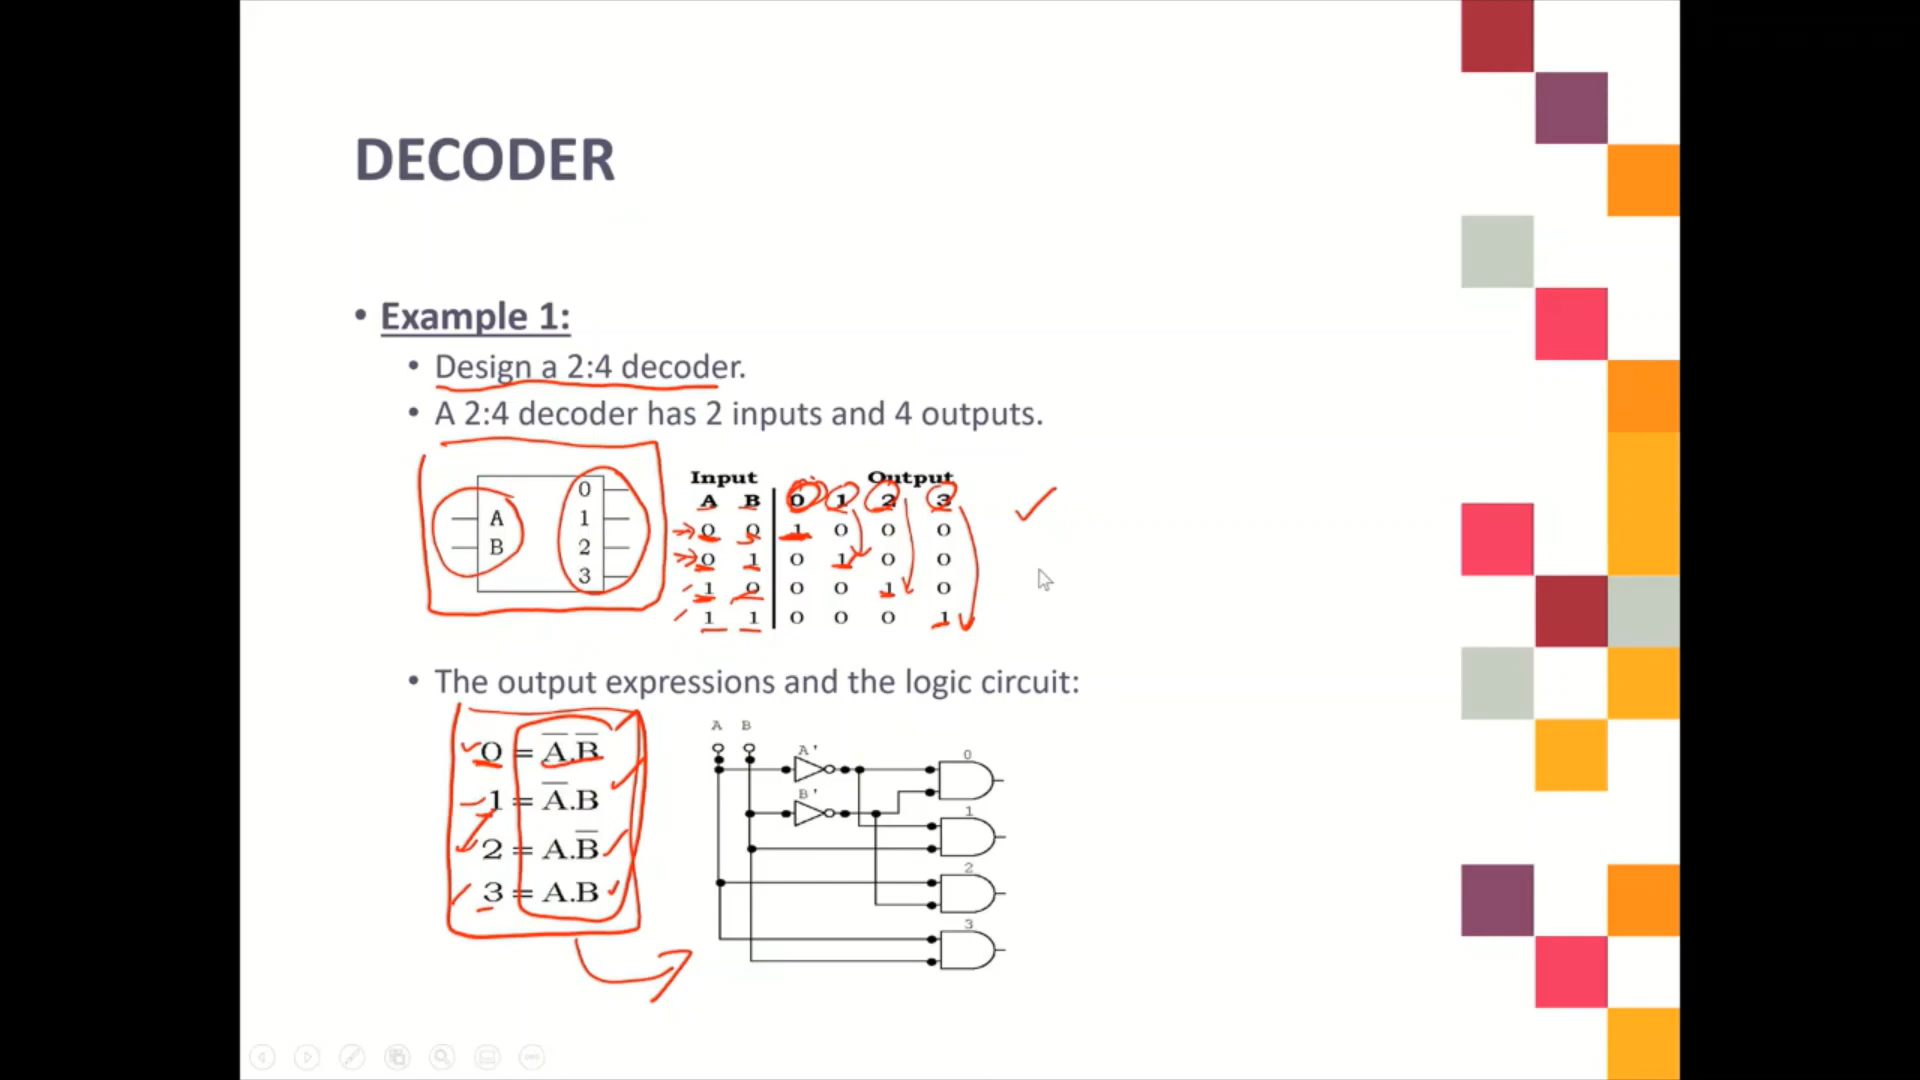 DECODER
• Example 1:
• Design a 2:4 decoder.
• A 2:4 decoder has 2 inputs and 4 outputs.
A
B
0
1
2
3
Input Output
A B 0 1 2 3
0 0 1 0 0 0
0 1 0 1 0 0
1 0 0 0 1 0
1 1 0 0 0 1
• The output expressions and the logic circuit:
0 = A̅.B̅
1 = A̅.B
2 = A.B̅
3 = A.B
A B
A'
B'
0
1
2
3